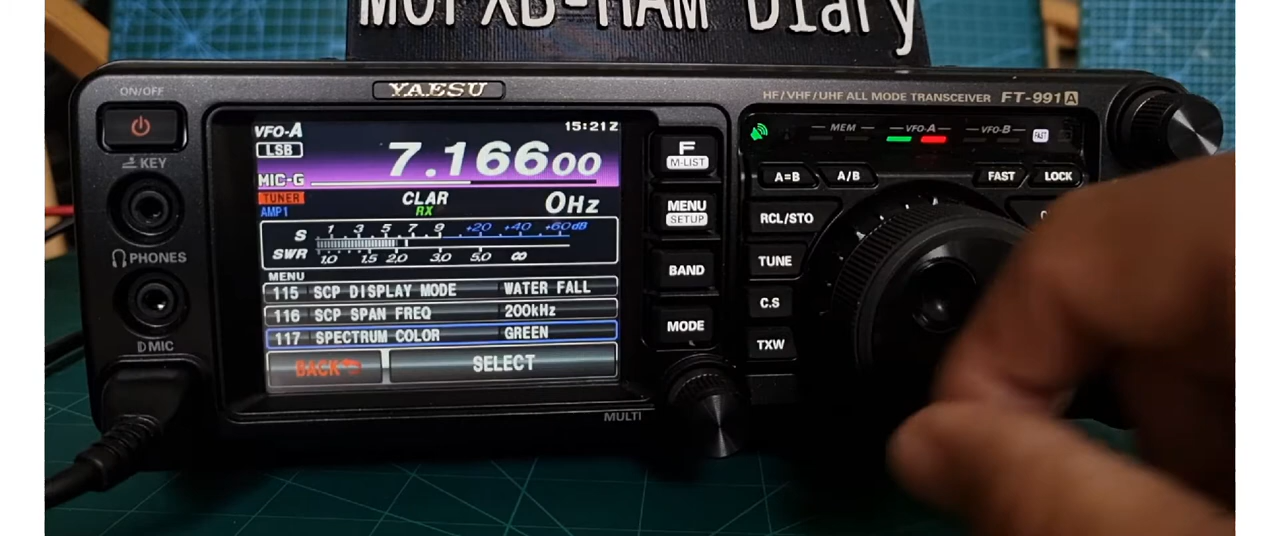 M0FXB-HAM Diary
ON/OFF
YAESU
HF/VHF/UHF ALL MODE TRANSCEIVER FT-991A
VFO-A
15:21Z
LSB
7.16600
MIC-G
TUNER
AMP1
CLAR
RX
0Hz
S 1 3 5 7 9 +20 +40 +60dB
SWR 1.0 1.5 2.0 3.0 5.0 ∞
MENU
115 SCP DISPLAY MODE WATER FALL
116 SCP SPAN FREQ 200kHz
117 SPECTRUM COLOR GREEN
BACK
SELECT
KEY
PHONES
MIC
F
M-LIST
MENU
SETUP
BAND
MODE
MULTI
MEM
VFO-A
VFO-B
FAST
A=B
A/B
FAST
LOCK
RCL/STO
TUNE
C.S
TXW